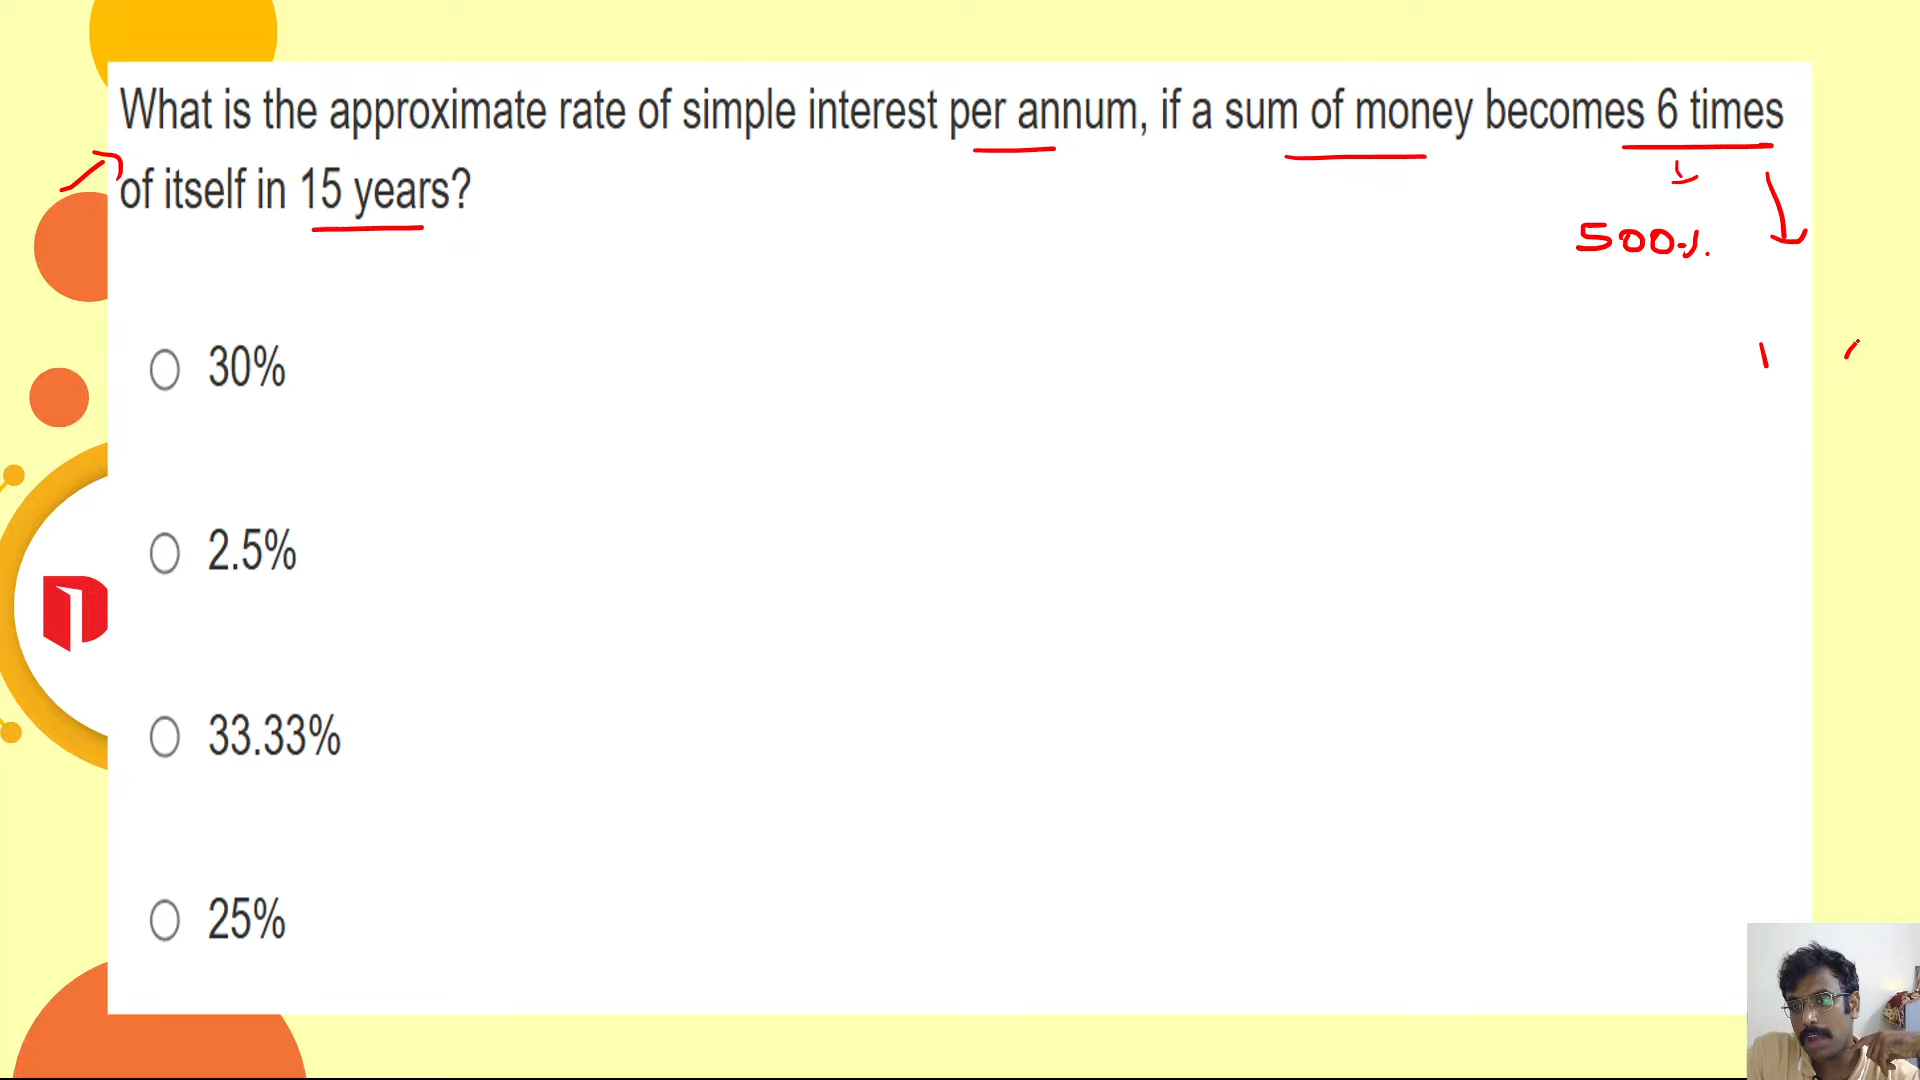 What is the approximate rate of simple interest per annum, if a sum of money becomes 6 times
of itself in 15 years?
500%
30%
2.5%
33.33%
25%